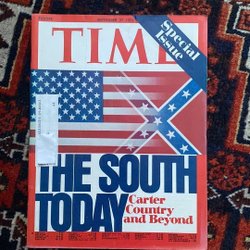 TIME
Special
Issue
THE SOUTH
TODAY
Carter
Country
and Beyond